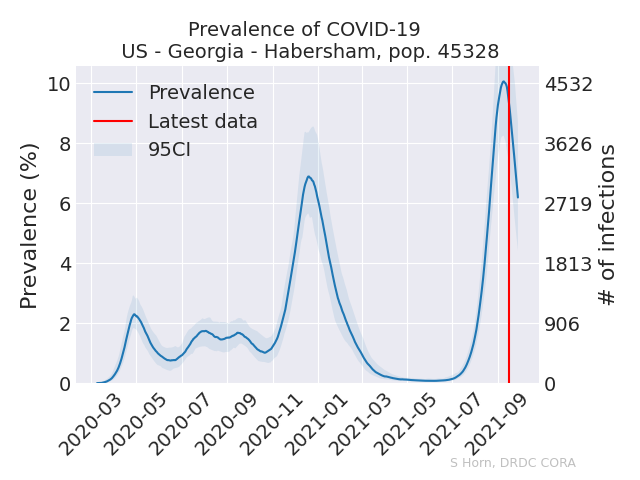 Prevalence of COVID-19
US - Georgia - Habersham, pop. 45328
Prevalence (%)
10
8
6
4
2
0
Prevalence
Latest data
95CI
4532
3626
2719
1813
906
0
# of infections
2020-03
2020-05
2020-07
2020-09
2020-11
2021-01
2021-03
2021-05
2021-07
2021-09
S Horn, DRDC CORA